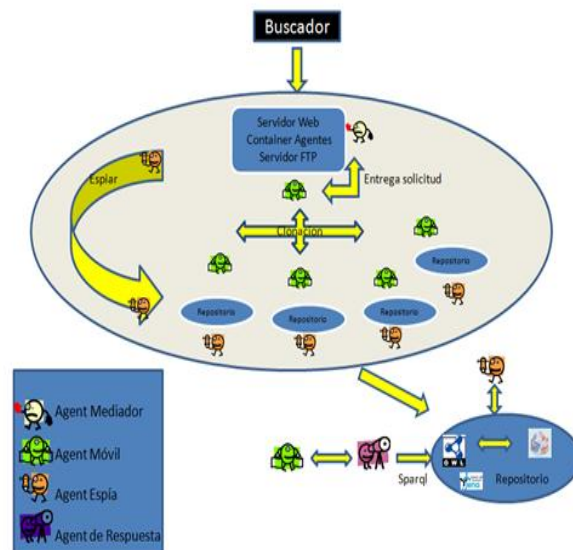 Buscador
Servidor Web
Container Agentes
Servidor FTP
Espiar
Entrega solicitud
Clonación
Repositorio
Repositorio
Repositorio
Repositorio
Agent Mediador
Agent Móvil
Agent Espía
Agent de Respuesta
Sparql
OWL
Repositorio